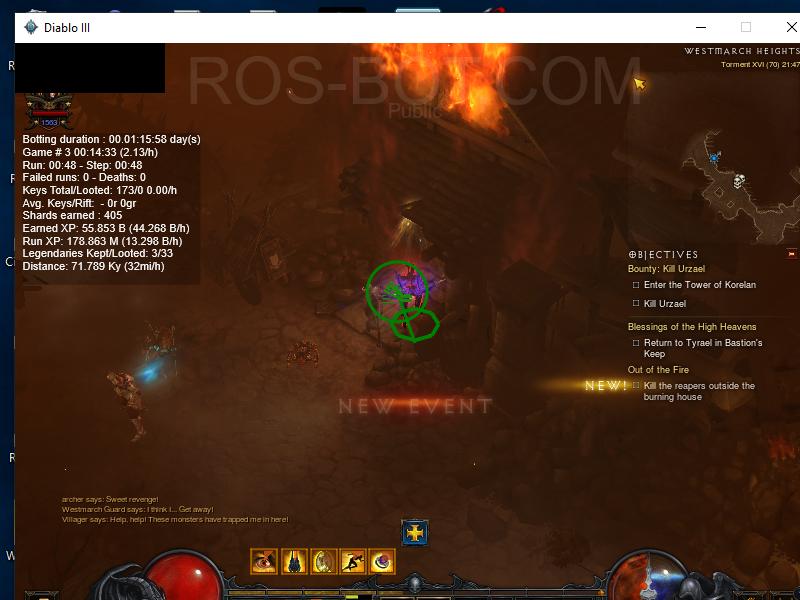 Diablo III
WESTMARCH HEIGHTS
Torment XVI (70) 21:47
ROS-BOT.COM
Public
1563
Botting duration : 00.01:15:58 day(s)
Game # 3 00:14:33 (2.13/h)
Run: 00:48 - Step: 00:48
Failed runs: 0 - Deaths: 0
Keys Total/Looted: 173/0 0.00/h
Avg. Keys/Rift:  - 0r 0gr
Shards earned : 405
Earned XP: 55.853 B (44.268 B/h)
Run XP: 178.863 M (13.298 B/h)
Legendaries Kept/Looted: 3/33
Distance: 71.789 Ky (32mi/h)
OBJECTIVES
Bounty: Kill Urzael
Enter the Tower of Korelan
Kill Urzael
Blessings of the High Heavens
Return to Tyrael in Bastion's
Keep
Out of the Fire
NEW! Kill the reapers outside the
burning house
NEW EVENT
archer says: Sweet revenge!
Westmarch Guard says: I think I... Get away!
Villager says: Help, help! These monsters have trapped me in here!